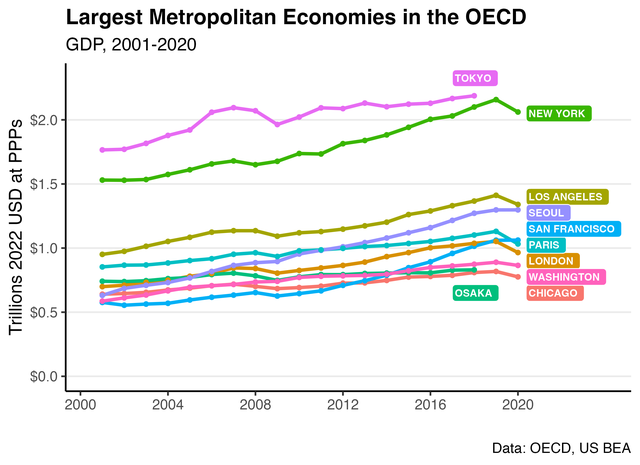 Largest Metropolitan Economies in the OECD
GDP, 2001-2020
Trillions 2022 USD at PPPs
$2.0
$1.5
$1.0
$0.5
$0.0
TOKYO
NEW YORK
LOS ANGELES
SEOUL
SAN FRANCISCO
PARIS
LONDON
WASHINGTON
OSAKA
CHICAGO
2000
2004
2008
2012
2016
2020
Data: OECD, US BEA